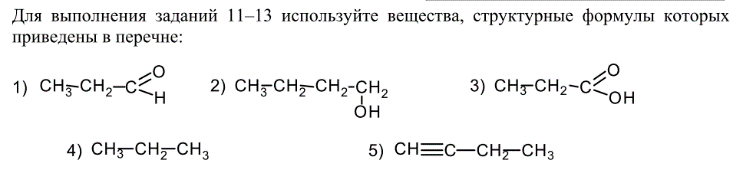 Для выполнения заданий 11–13 используйте вещества, структурные формулы которых
приведены в перечне:
1) CH3–CH2–C=O
H
2) CH3–CH2–CH2–CH2
OH
3) CH3–CH2–C=O
OH
4) CH3–CH2–CH3
5) CH≡C–CH2–CH3